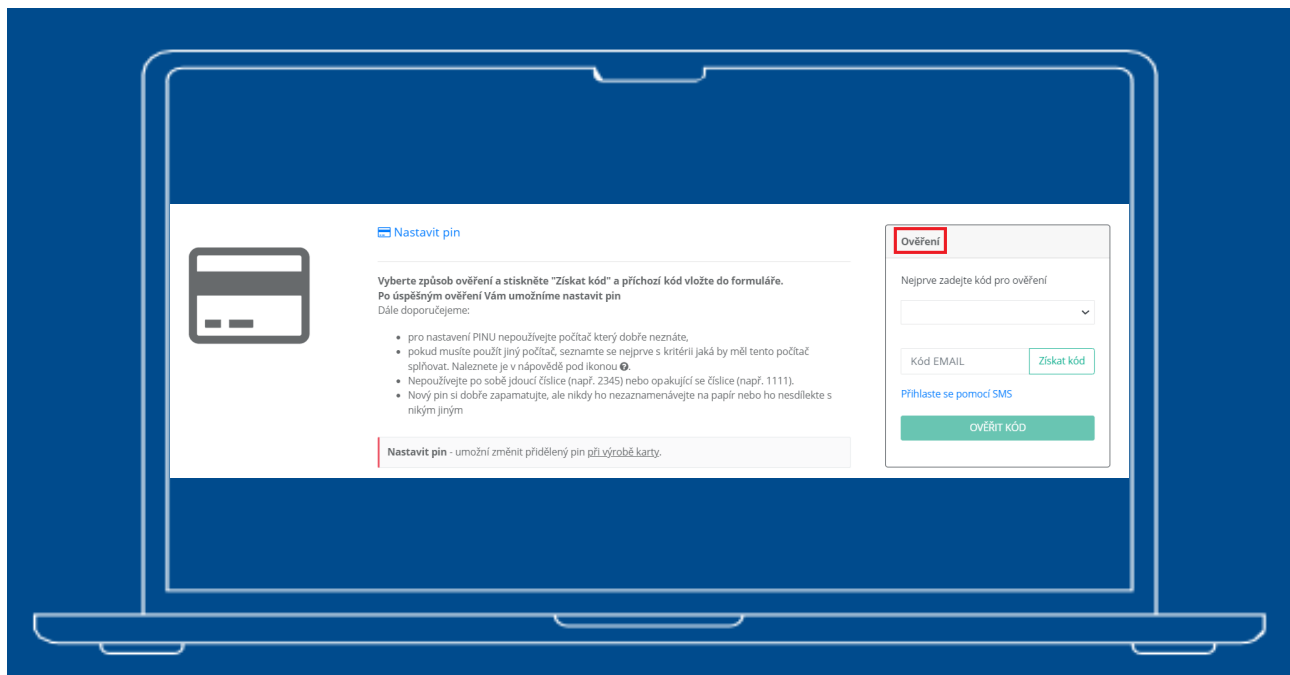 Nastavit pin
Vyberte způsob ověření a stiskněte "Získat kód" a příchozí kód vložte do formuláře.
Po úspěšným ověření Vám umožníme nastavit pin
Dále doporučujeme:
pro nastavení PINU nepoužívejte počítač který dobře neznáte,
pokud musíte použít jiný počítač, seznamte se nejprve s kritérii jaká by měl tento počítač
splňovat. Naleznete je v nápovědě pod ikonou ?.
Nepoužívejte po sobě jdoucí číslice (např. 2345) nebo opakující se číslice (např. 1111).
Nový pin si dobře zapamatujte, ale nikdy ho nezaznamenávejte na papír nebo ho nesdílekte s
nikým jiným
Nastavit pin - umožní změnit přidělený pin při výrobě karty.
Ověření
Nejprve zadejte kód pro ověření
Kód EMAIL
Získat kód
Přihlaste se pomocí SMS
OVĚŘIT KÓD